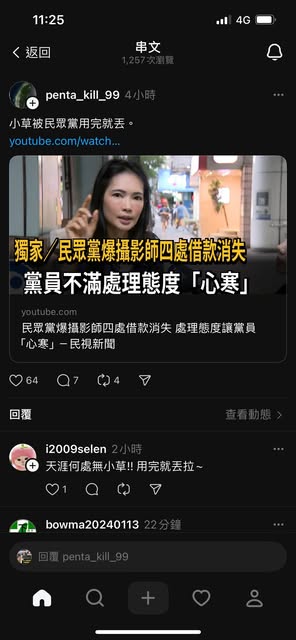 11:25
4G
返回
串文
1,257次瀏覽
penta_kill_99 4小時
小草被民眾黨用完就丟。
youtube.com/watch...
獨家／民眾黨爆攝影師四處借款消失
黨員不滿處理態度「心寒」
youtube.com
民眾黨爆攝影師四處借款消失 處理態度讓黨員
「心寒」－民視新聞
64 7 4
回覆 查看動態
i2009selen 2小時
天涯何處無小草!! 用完就丟拉~
1
bowma20240113 22分鐘
回覆 penta_kill_99